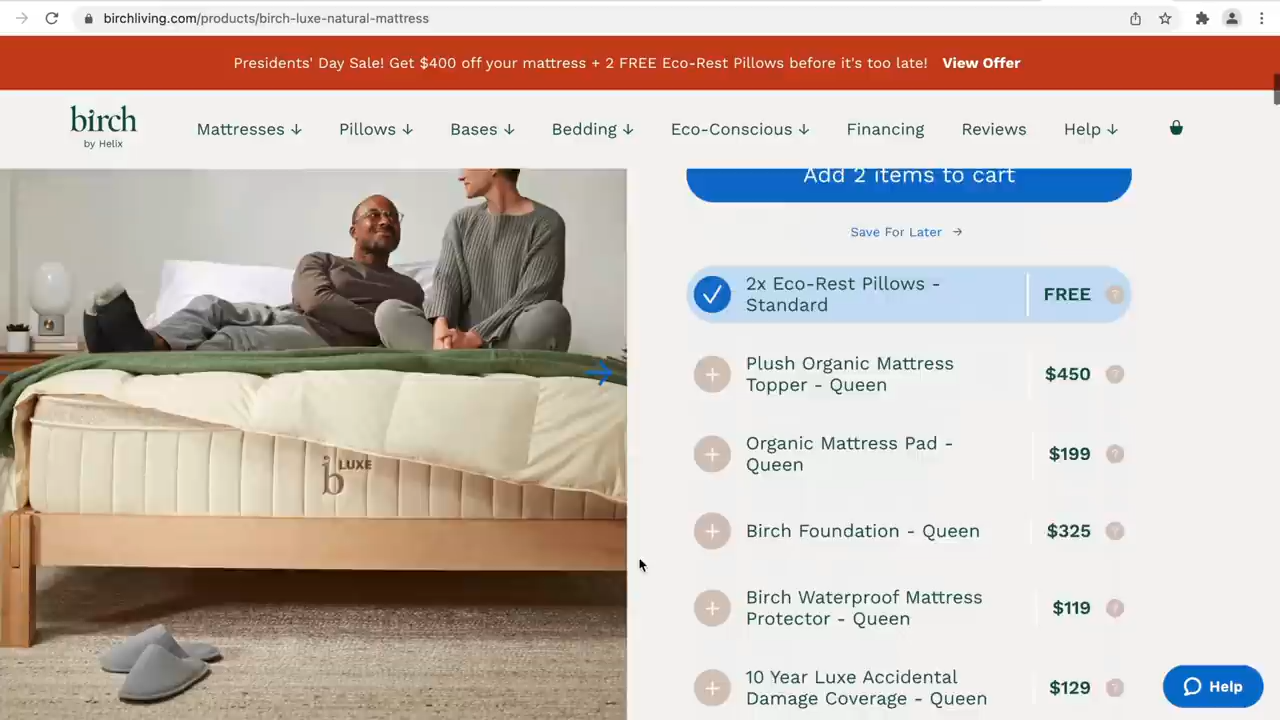 birchliving.com/products/birch-luxe-natural-mattress
Presidents' Day Sale! Get $400 off your mattress + 2 FREE Eco-Rest Pillows before it's too late! View Offer
birch
by Helix
Mattresses ↓ Pillows ↓ Bases ↓ Bedding ↓ Eco-Conscious ↓ Financing Reviews Help ↓
Add 2 items to cart
Save For Later →
2x Eco-Rest Pillows -
Standard
FREE ?
Plush Organic Mattress
Topper - Queen
$450 ?
Organic Mattress Pad -
Queen
$199 ?
Birch Foundation - Queen
$325 ?
Birch Waterproof Mattress
Protector - Queen
$119 ?
10 Year Luxe Accidental
Damage Coverage - Queen
$129 ?
b LUXE
Help